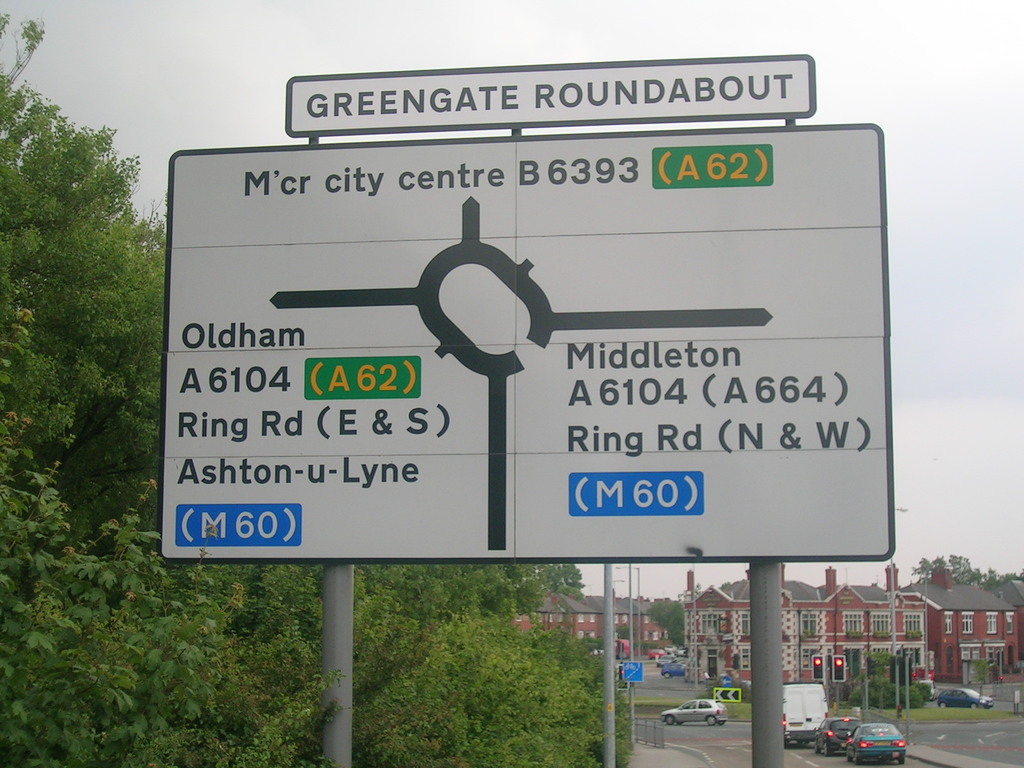 GREENGATE ROUNDABOUT
M'cr city centre B6393 (A62)
Oldham
A6104 (A62)
Ring Rd (E & S)
Ashton-u-Lyne
(M60)
Middleton
A6104 (A664)
Ring Rd (N & W)
(M60)